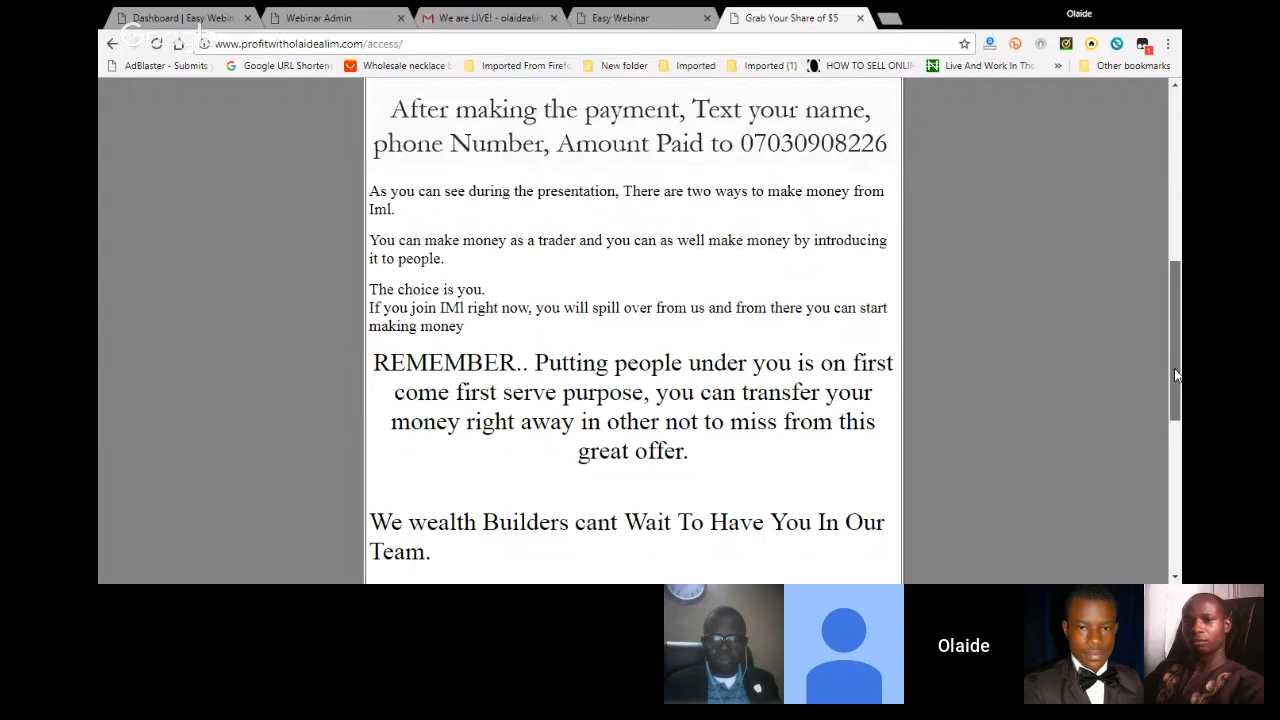 Olaide
Dashboard | Easy Webin
Webinar Admin
We are LIVE! - olaidealin
Easy Webinar
Grab Your Share of $5
Google
www.profitwitholaidealim.com/access/
AdBlaster - Submits
Google URL Shortene
Wholesale necklace b
Imported From Firefo
New folder
Imported
Imported (1)
HOW TO SELL ONLI
Live And Work In The
»
Other bookmarks
After making the payment, Text your name,
phone Number, Amount Paid to 07030908226
As you can see during the presentation, There are two ways to make money from
Iml.
You can make money as a trader and you can as well make money by introducing
it to people.
The choice is you.
If you join IMl right now, you will spill over from us and from there you can start
making money
REMEMBER.. Putting people under you is on first
come first serve purpose, you can transfer your
money right away in other not to miss from this
great offer.
We wealth Builders cant Wait To Have You In Our
Team.
Olaide